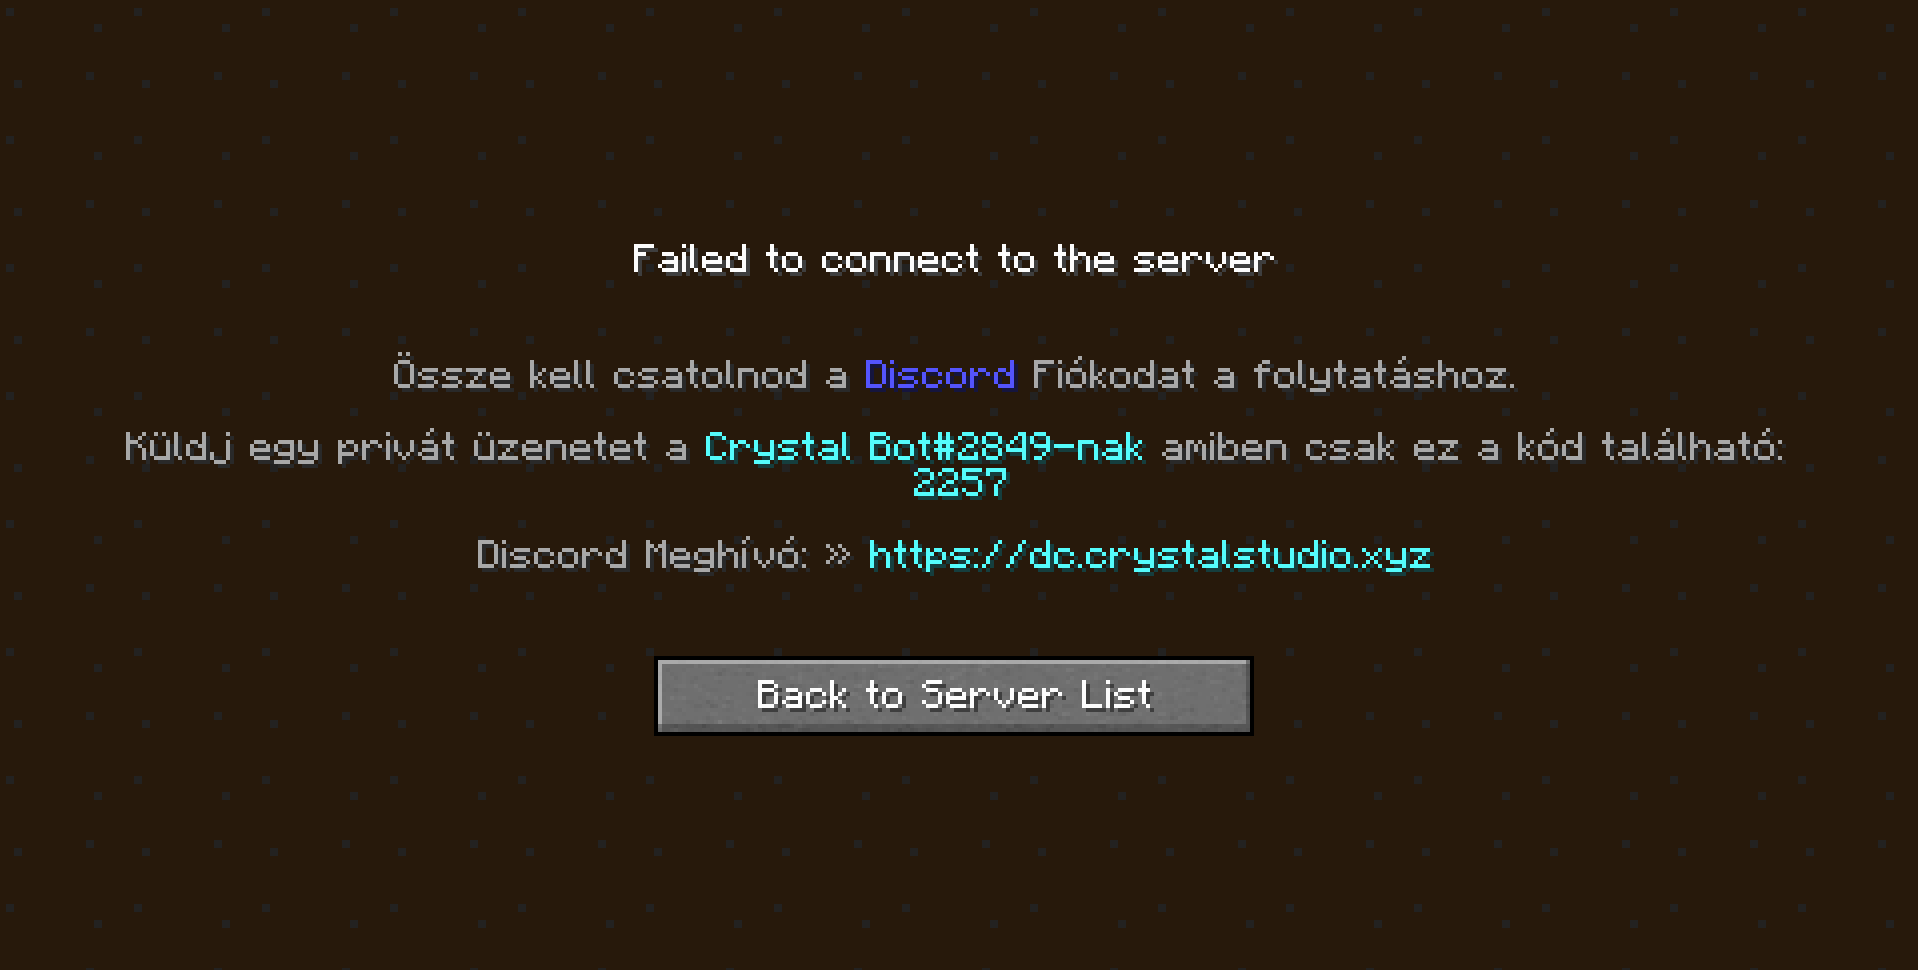 Failed to connect to the server
Össze kell csatolnod a Discord Fiókodat a folytatáshoz.
Küldj egy privát üzenetet a Crystal Bot#2849-nak amiben csak ez a kód található:
2257
Discord Meghívó: » https://dc.crystalstudio.xyz
Back to Server List